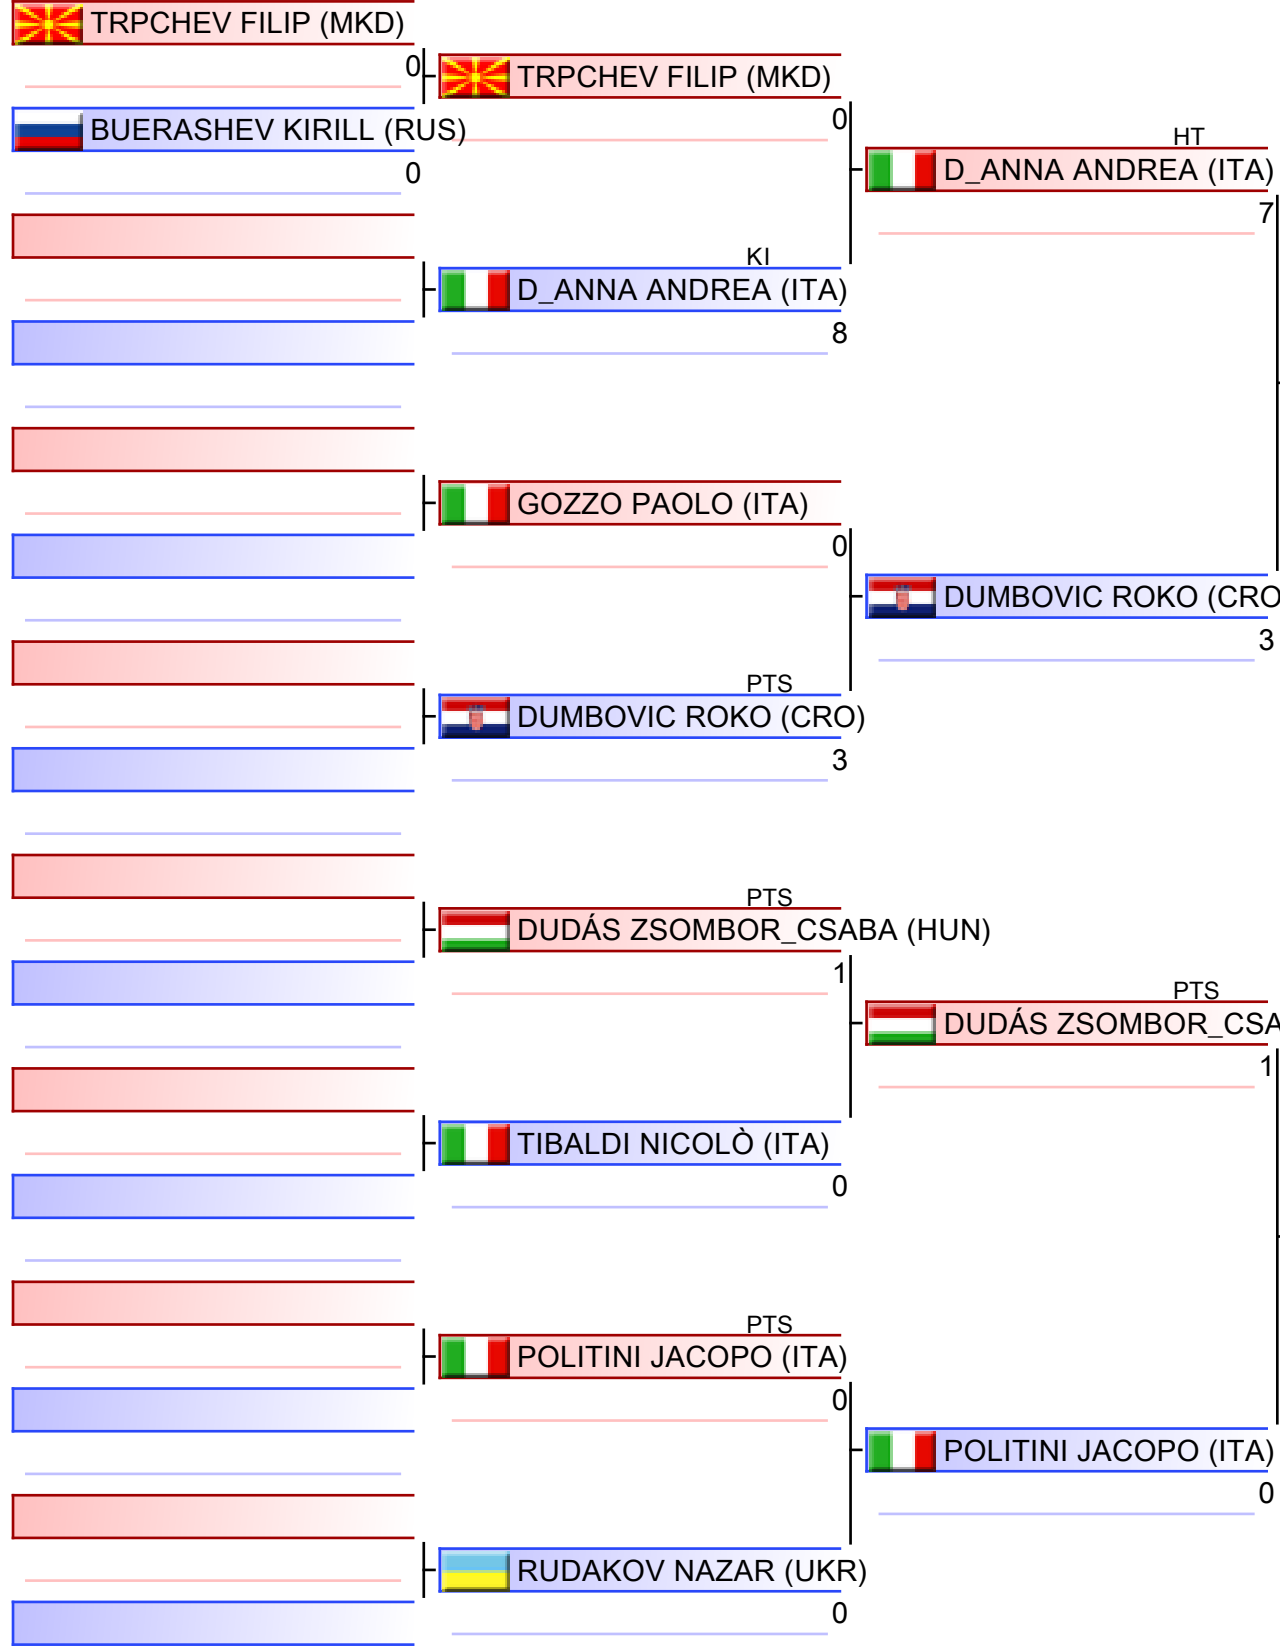 TRPCHEV FILIP (MKD)
0
BUERASHEV KIRILL (RUS)
0
TRPCHEV FILIP (MKD)
0
KI
D_ANNA ANDREA (ITA)
8
GOZZO PAOLO (ITA)
0
PTS
DUMBOVIC ROKO (CRO)
3
PTS
DUDÁS ZSOMBOR_CSABA (HUN)
1
TIBALDI NICOLÒ (ITA)
0
PTS
POLITINI JACOPO (ITA)
0
RUDAKOV NAZAR (UKR)
0
HT
D_ANNA ANDREA (ITA)
7
DUMBOVIC ROKO (CRO
3
PTS
DUDÁS ZSOMBOR_CSA
1
POLITINI JACOPO (ITA)
0